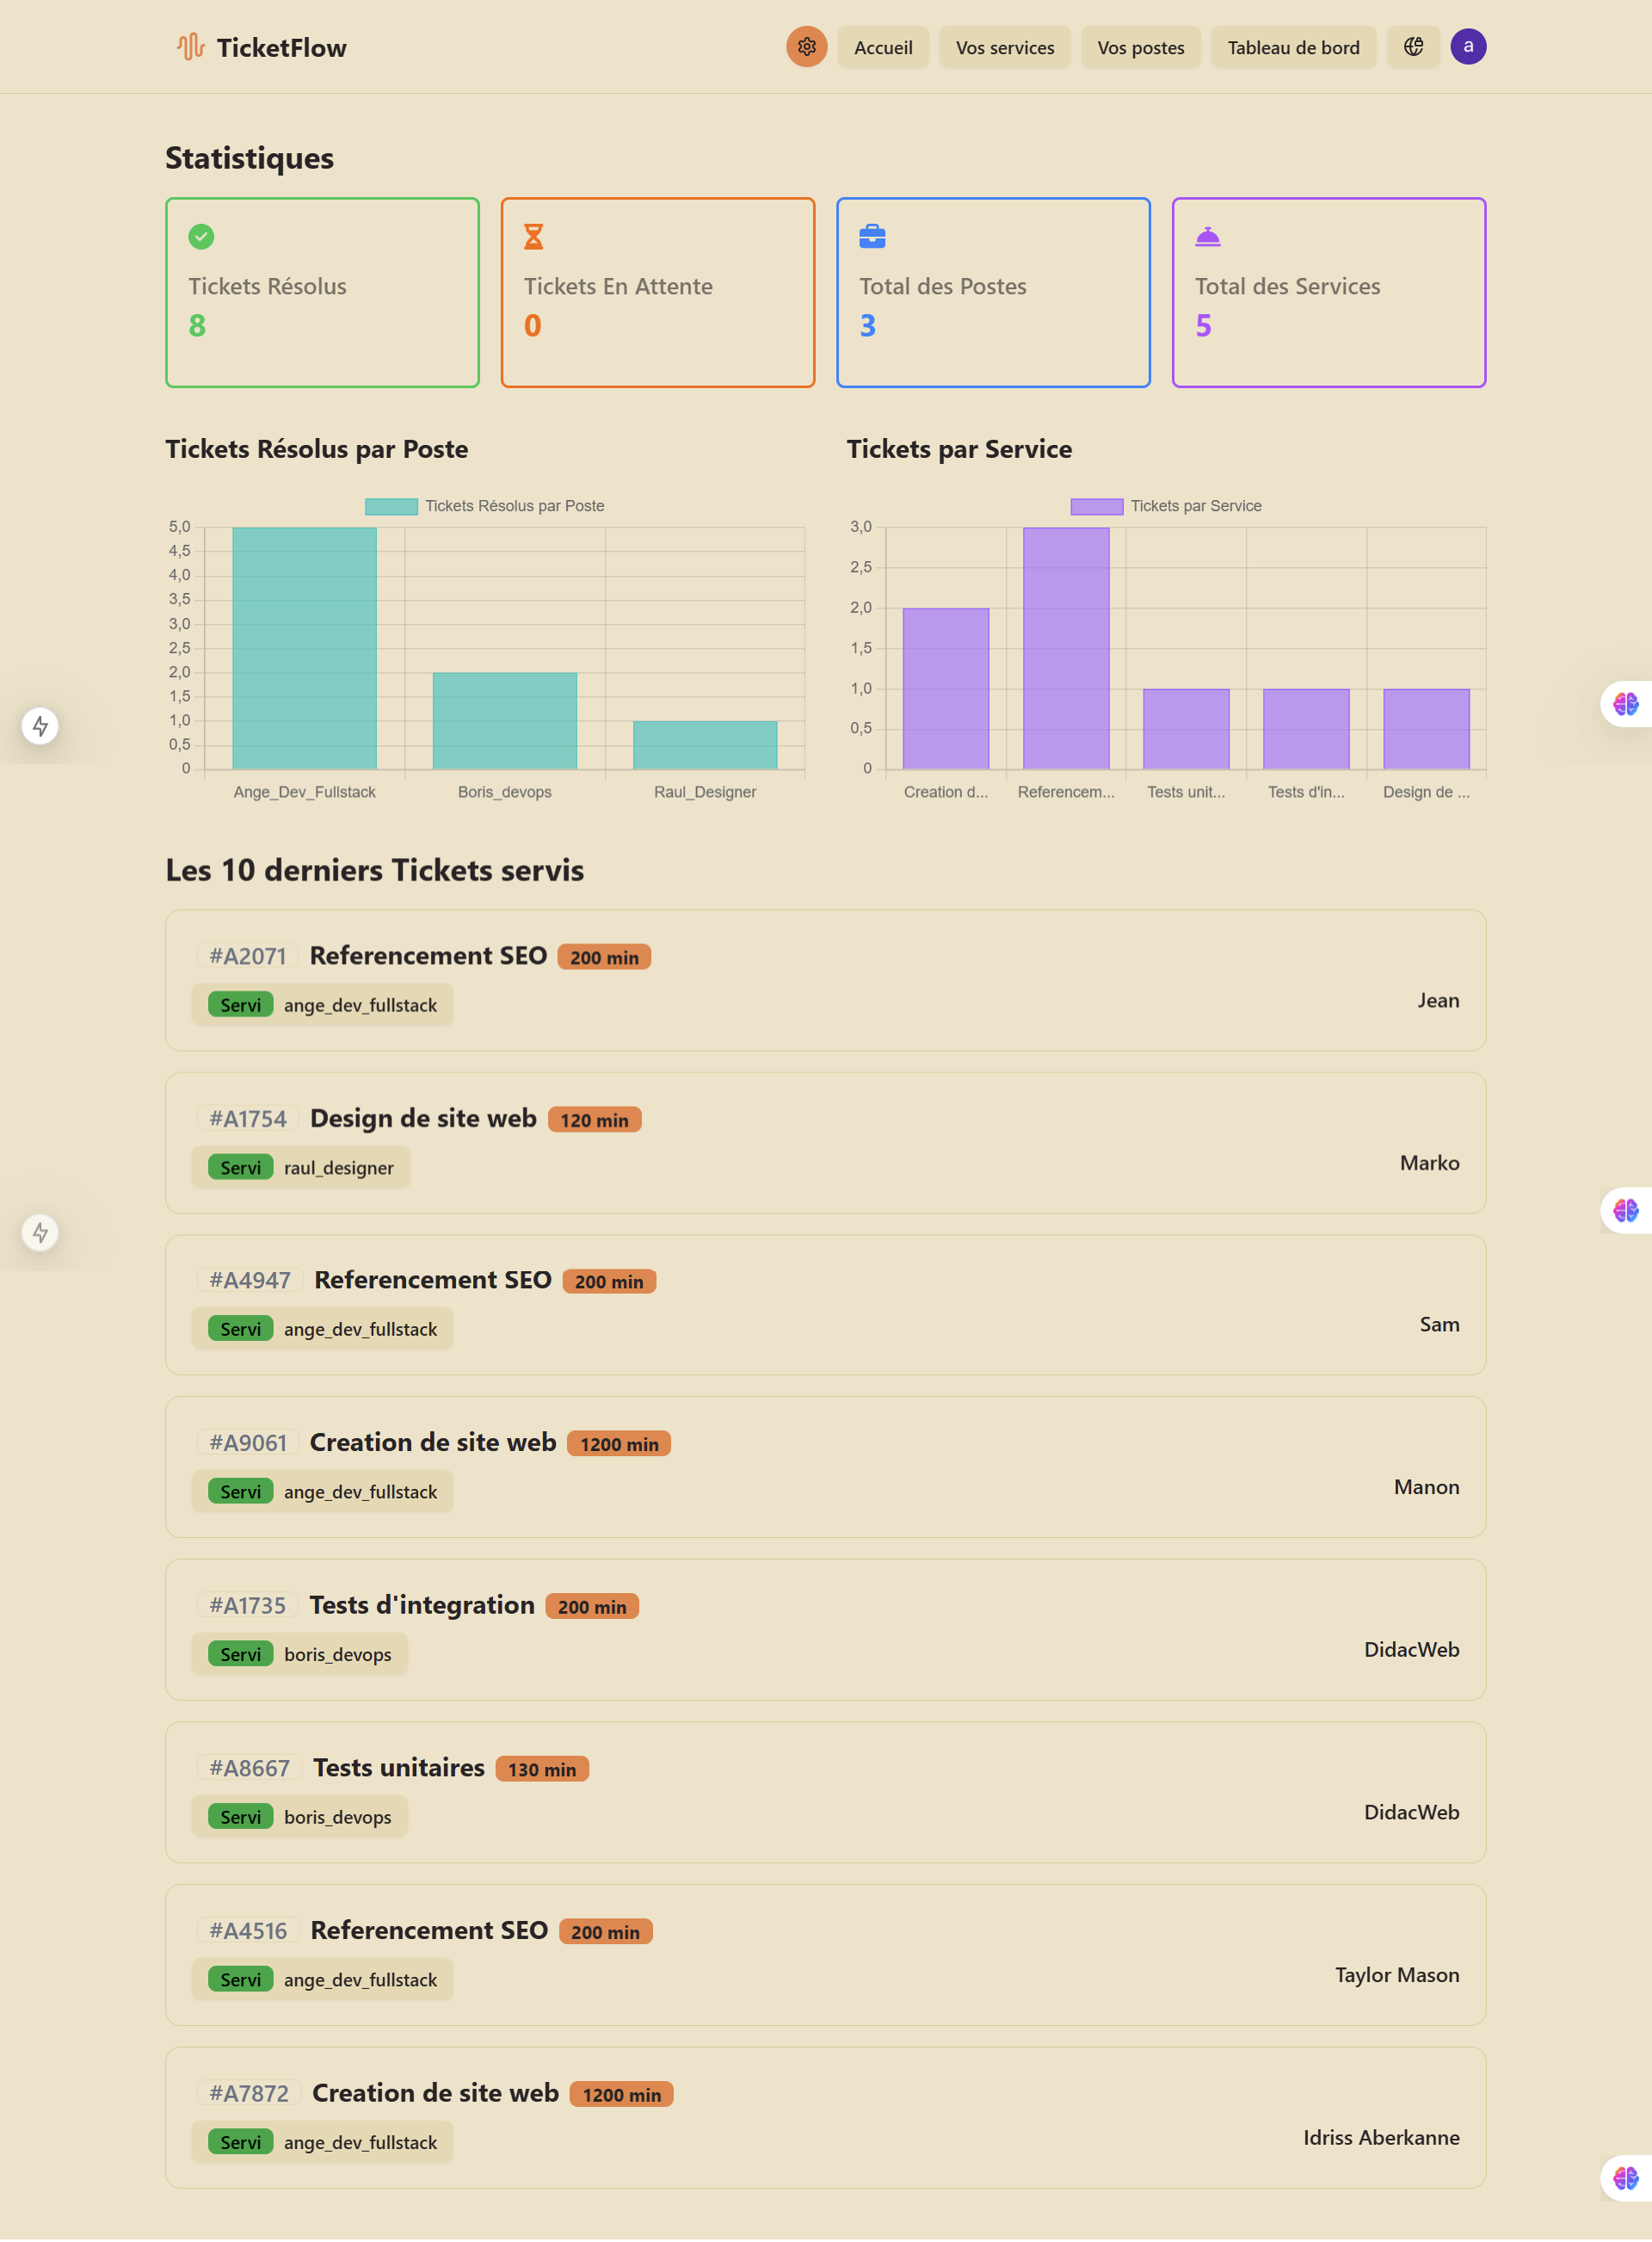 TicketFlow
Accueil
Vos services
Vos postes
Tableau de bord
a
Statistiques
Tickets Résolus
8
Tickets En Attente
0
Total des Postes
3
Total des Services
5
Tickets Résolus par Poste
Tickets Résolus par Poste
5,0
4,5
4,0
3,5
3,0
2,5
2,0
1,5
1,0
0,5
0
Ange_Dev_Fullstack
Boris_devops
Raul_Designer
Tickets par Service
Tickets par Service
3,0
2,5
2,0
1,5
1,0
0,5
0
Creation d...
Referencem...
Tests unit...
Tests d'in...
Design de ...
Les 10 derniers Tickets servis
#A2071 Referencement SEO 200 min
Servi ange_dev_fullstack
Jean
#A1754 Design de site web 120 min
Servi raul_designer
Marko
#A4947 Referencement SEO 200 min
Servi ange_dev_fullstack
Sam
#A9061 Creation de site web 1200 min
Servi ange_dev_fullstack
Manon
#A1735 Tests d'integration 200 min
Servi boris_devops
DidacWeb
#A8667 Tests unitaires 130 min
Servi boris_devops
DidacWeb
#A4516 Referencement SEO 200 min
Servi ange_dev_fullstack
Taylor Mason
#A7872 Creation de site web 1200 min
Servi ange_dev_fullstack
Idriss Aberkanne